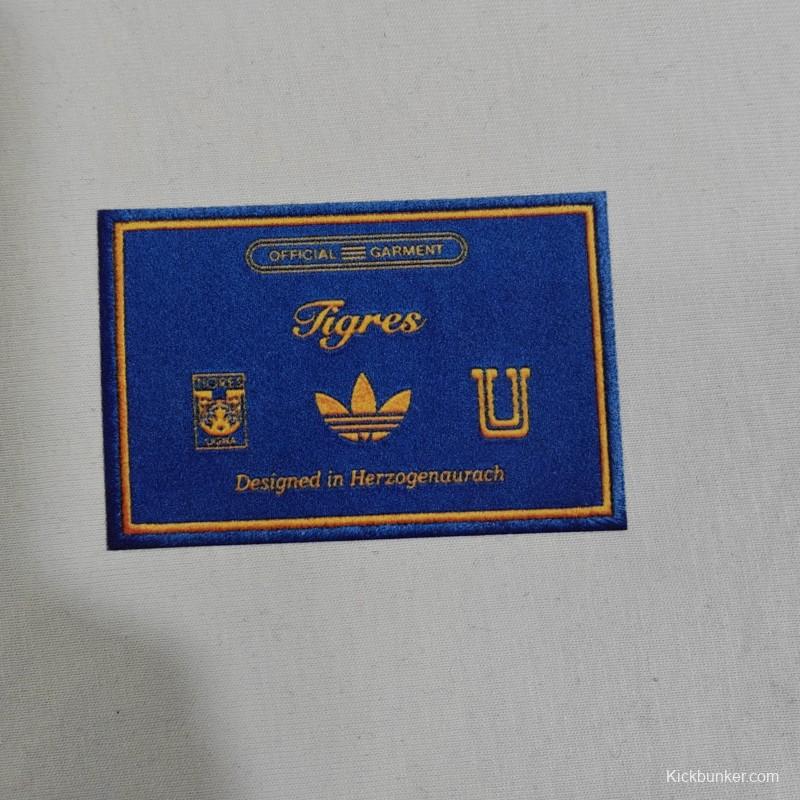 OFFICIAL GARMENT
Tigres
TIGRES
U
UANL
Designed in Herzogenaurach
Kickbunker.com